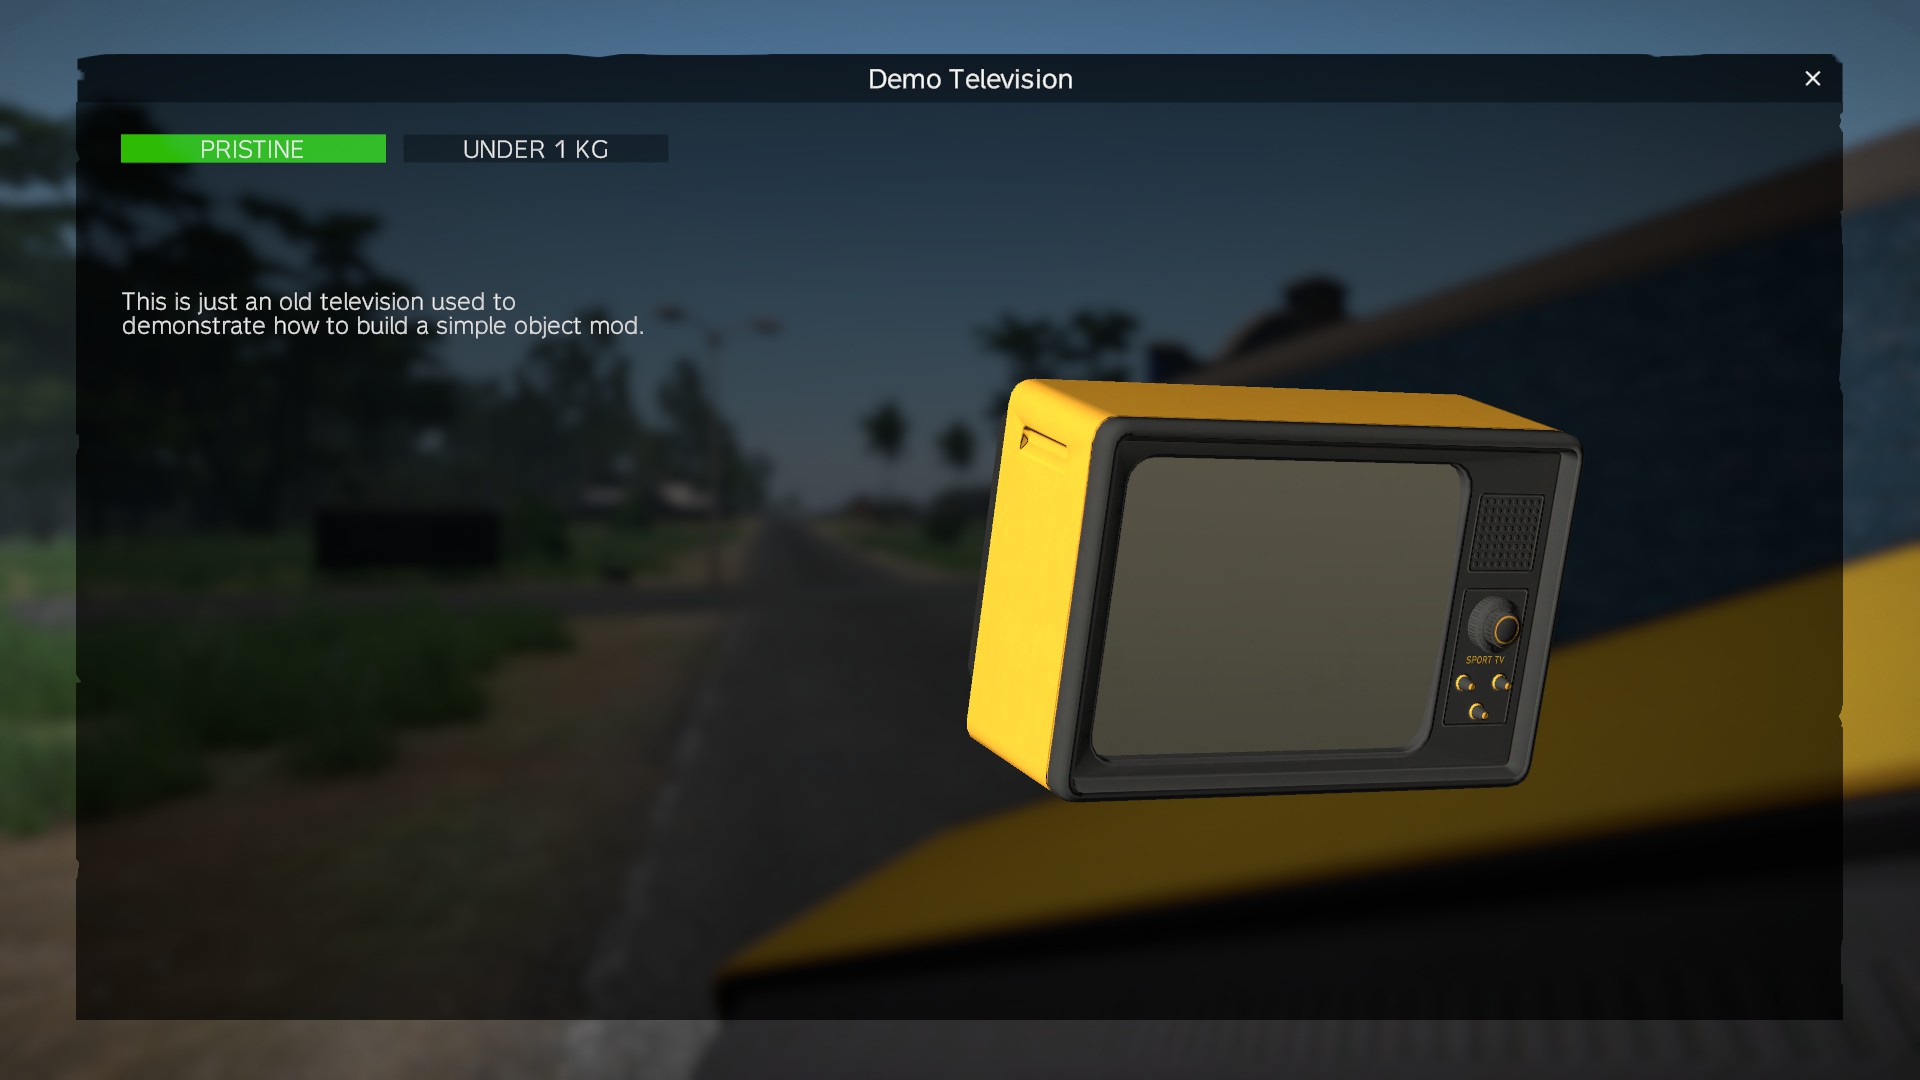 Demo Television
PRISTINE
UNDER 1 KG
This is just an old television used to
demonstrate how to build a simple object mod.
SPORT TV